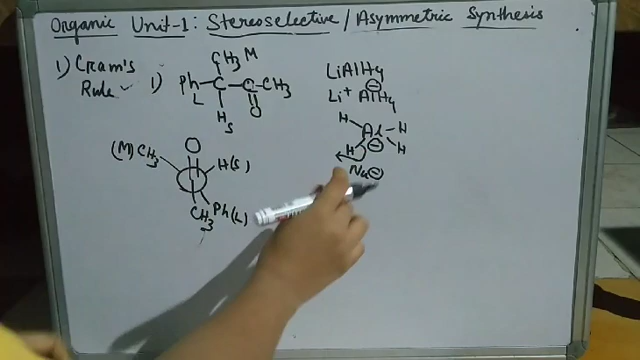 Organic Unit-1: Stereoselective / Asymmetric Synthesis
1) Cram's Rule
1) Ph-C-C-CH3
CH3 M
L
H
S
O
LiAlH4
Li+ AlH4 ⊖
H Al H
H ⊖ H
Nu⊖
O
(M) CH3
H(S)
CH3
Ph(L)